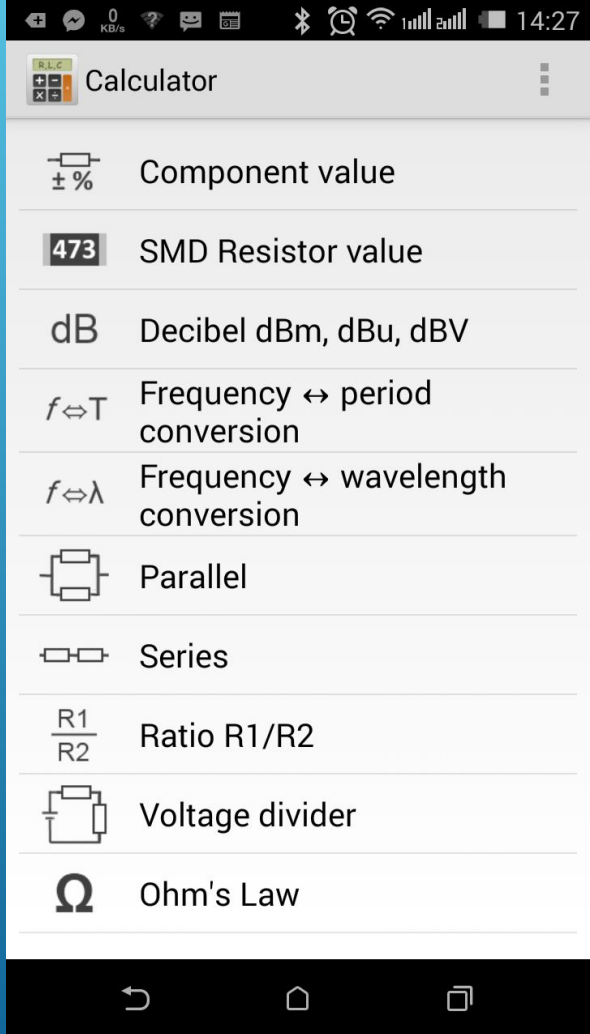 0
KB/s
14:27
R,L,C
Calculator
± %
Component value
473
SMD Resistor value
dB
Decibel dBm, dBu, dBV
f⇔T
Frequency ↔ period
conversion
f⇔λ
Frequency ↔ wavelength
conversion
Parallel
Series
R1
R2
Ratio R1/R2
Voltage divider
Ω
Ohm's Law